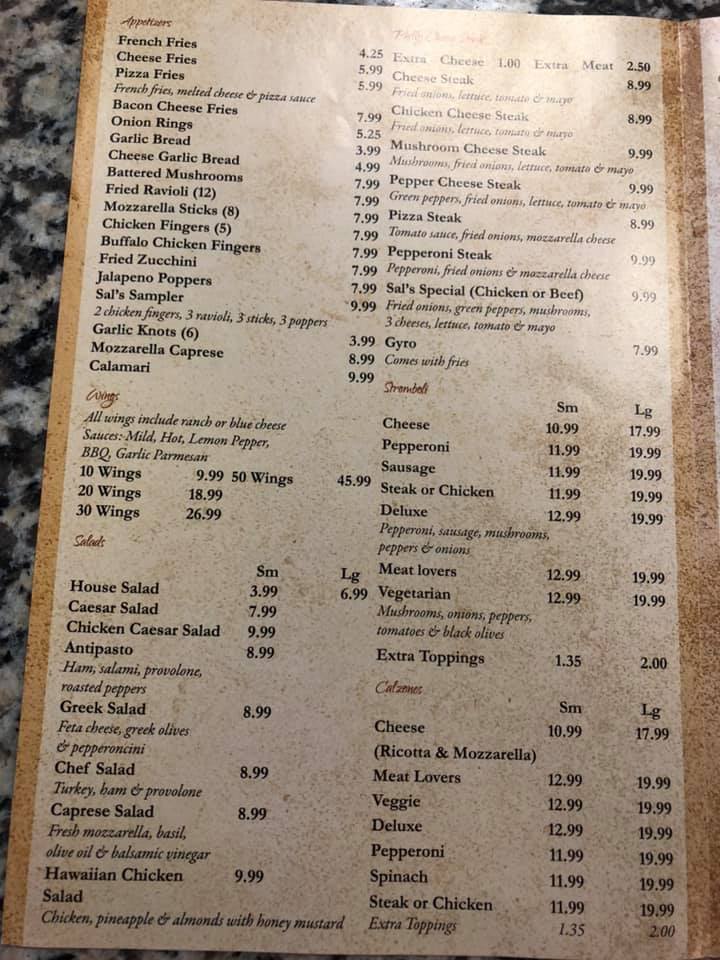 Appetizers
French Fries 4.25
Cheese Fries 5.99
Pizza Fries 5.99
French fries, melted cheese & pizza sauce
Bacon Cheese Fries 7.99
Onion Rings 5.25
Garlic Bread 3.99
Cheese Garlic Bread 4.99
Battered Mushrooms 7.99
Fried Ravioli (12) 7.99
Mozzarella Sticks (8) 7.99
Chicken Fingers (5) 7.99
Buffalo Chicken Fingers 7.99
Fried Zucchini 7.99
Jalapeno Poppers 7.99
Sal's Sampler 9.99
2 chicken fingers, 3 ravioli, 3 sticks, 3 poppers
Garlic Knots (6) 3.99
Mozzarella Caprese 8.99
Calamari 9.99
Wings
All wings include ranch or blue cheese
Sauces: Mild, Hot, Lemon Pepper,
BBQ, Garlic Parmesan
10 Wings 9.99 50 Wings 45.99
20 Wings 18.99
30 Wings 26.99
Salads
Sm Lg
House Salad 3.99 6.99
Caesar Salad 7.99
Chicken Caesar Salad 9.99
Antipasto 8.99
Ham, salami, provolone,
roasted peppers
Greek Salad 8.99
Feta cheese, greek olives
& pepperoncini
Chef Salad 8.99
Turkey, ham & provolone
Caprese Salad 8.99
Fresh mozzarella, basil,
olive oil & balsamic vinegar
Hawaiian Chicken 9.99
Salad
Chicken, pineapple & almonds with honey mustard
Philly Cheese Steak
Extra Cheese 1.00 Extra Meat 2.50
Cheese Steak 8.99
Fried onions, lettuce, tomato & mayo
Chicken Cheese Steak 8.99
Fried onions, lettuce, tomato & mayo
Mushroom Cheese Steak 9.99
Mushrooms, fried onions, lettuce, tomato & mayo
Pepper Cheese Steak 9.99
Green peppers, fried onions, lettuce, tomato & mayo
Pizza Steak 8.99
Tomato sauce, fried onions, mozzarella cheese
Pepperoni Steak 9.99
Pepperoni, fried onions & mozzarella cheese
Sal's Special (Chicken or Beef) 9.99
Fried onions, green peppers, mushrooms,
3 cheeses, lettuce, tomato & mayo
Gyro 7.99
Comes with fries
Stromboli
Sm Lg
Cheese 10.99 17.99
Pepperoni 11.99 19.99
Sausage 11.99 19.99
Steak or Chicken 11.99 19.99
Deluxe 12.99 19.99
Pepperoni, sausage, mushrooms,
peppers & onions
Meat lovers 12.99 19.99
Vegetarian 12.99 19.99
Mushrooms, onions, peppers,
tomatoes & black olives
Extra Toppings 1.35 2.00
Calzones
Sm Lg
Cheese 10.99 17.99
(Ricotta & Mozzarella)
Meat Lovers 12.99 19.99
Veggie 12.99 19.99
Deluxe 12.99 19.99
Pepperoni 11.99 19.99
Spinach 11.99 19.99
Steak or Chicken 11.99 19.99
Extra Toppings 1.35 2.00